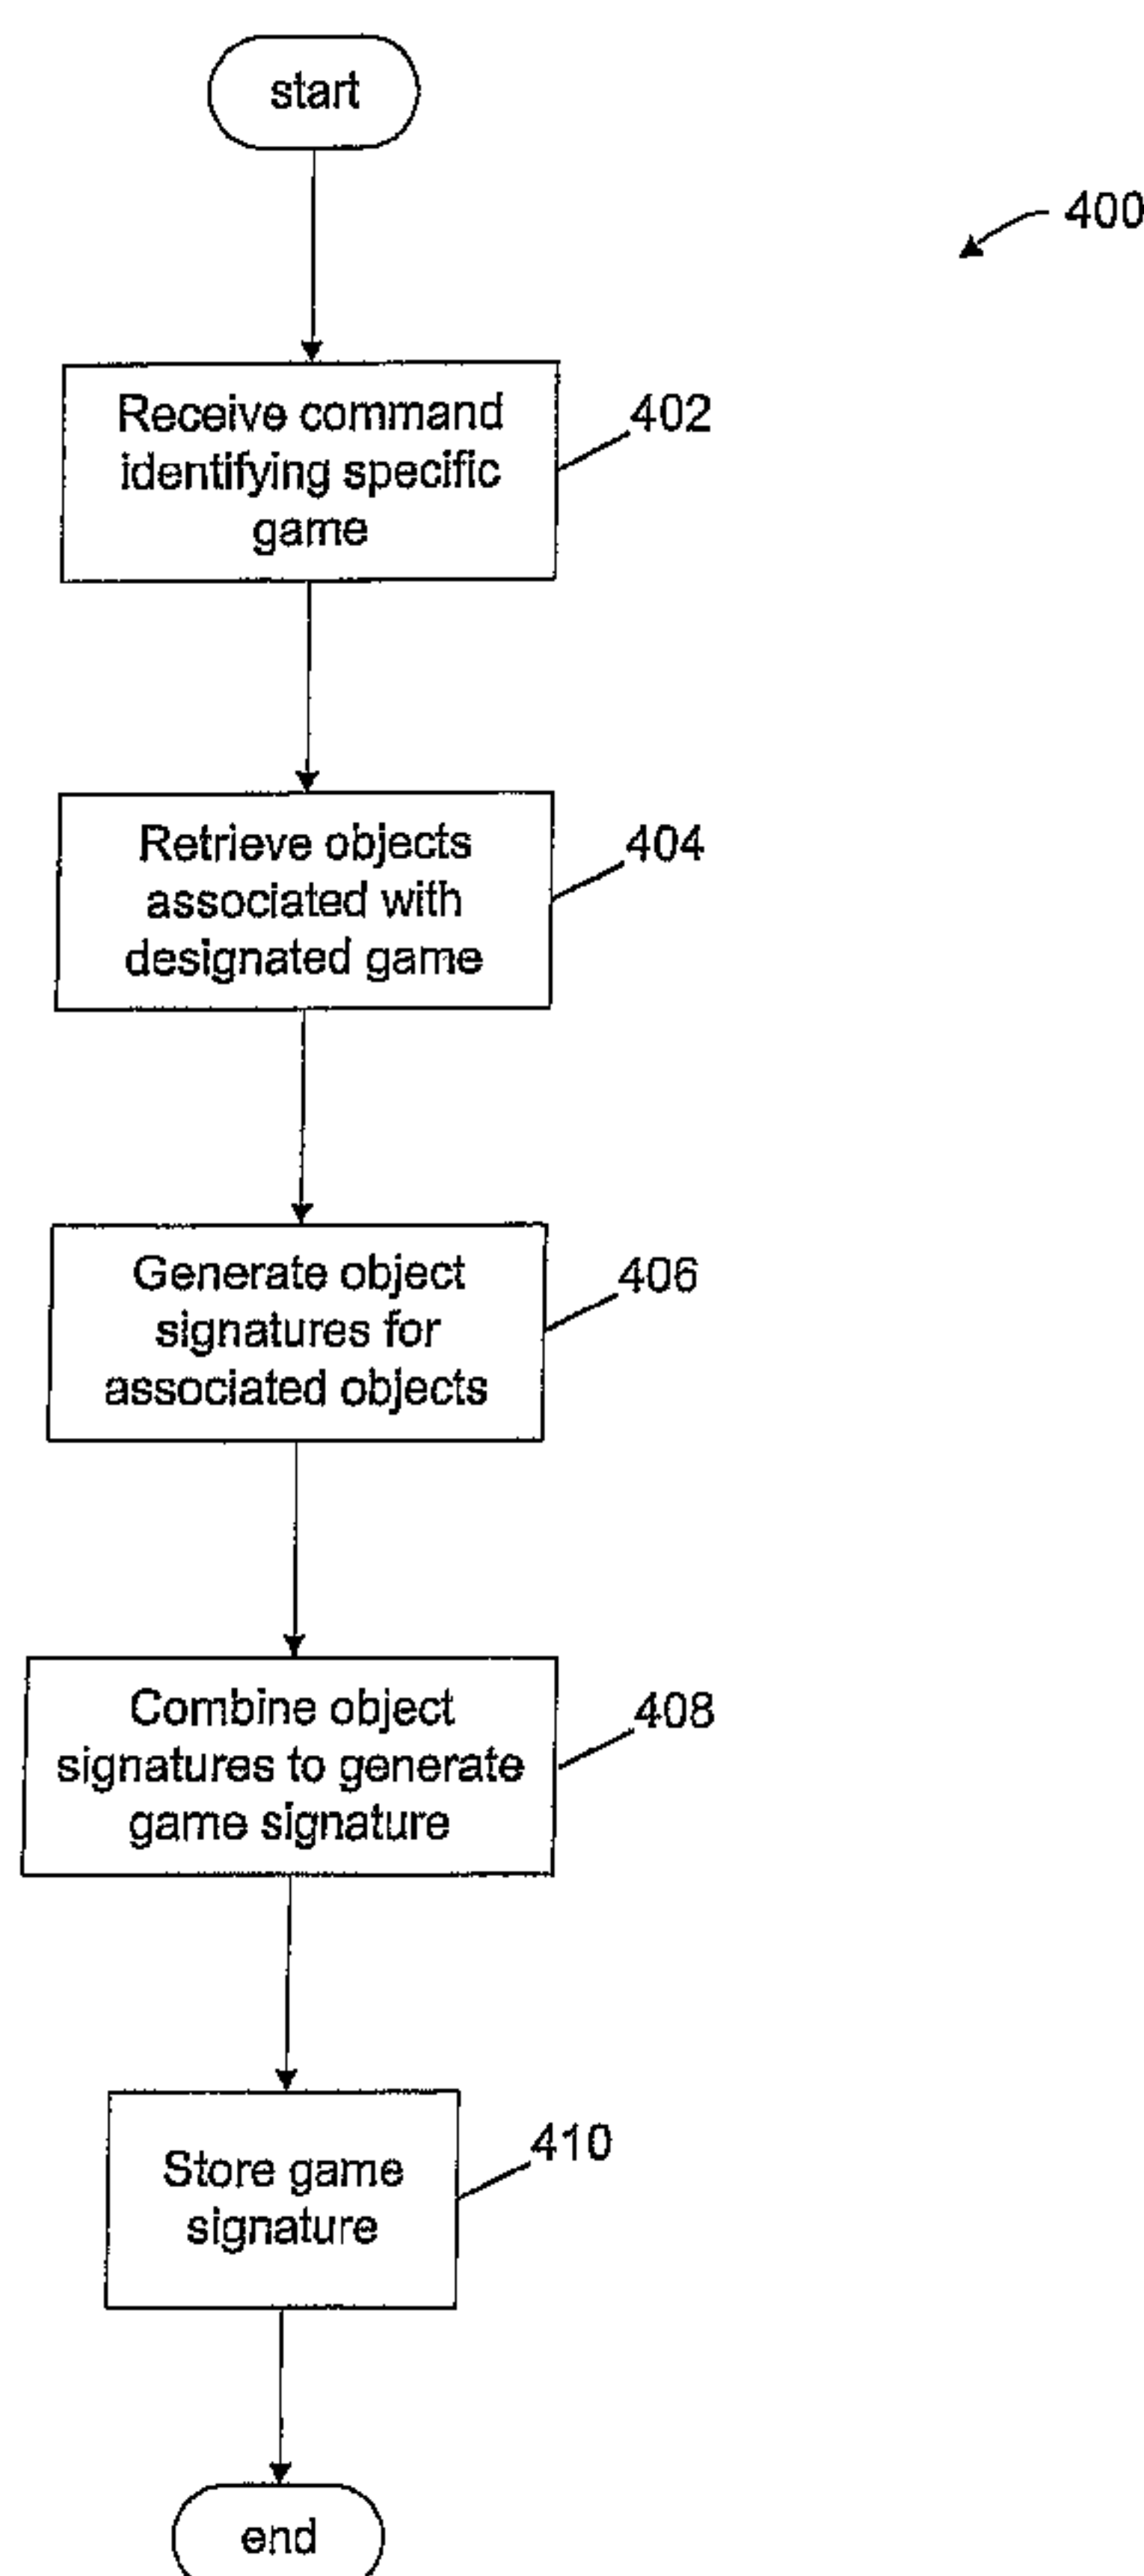 start
400
Receive command
identifying specific
game
402
Retrieve objects
associated with
designated game
404
Generate object
signatures for
associated objects
406
Combine object
signatures to generate
game signature
408
Store game
signature
410
end